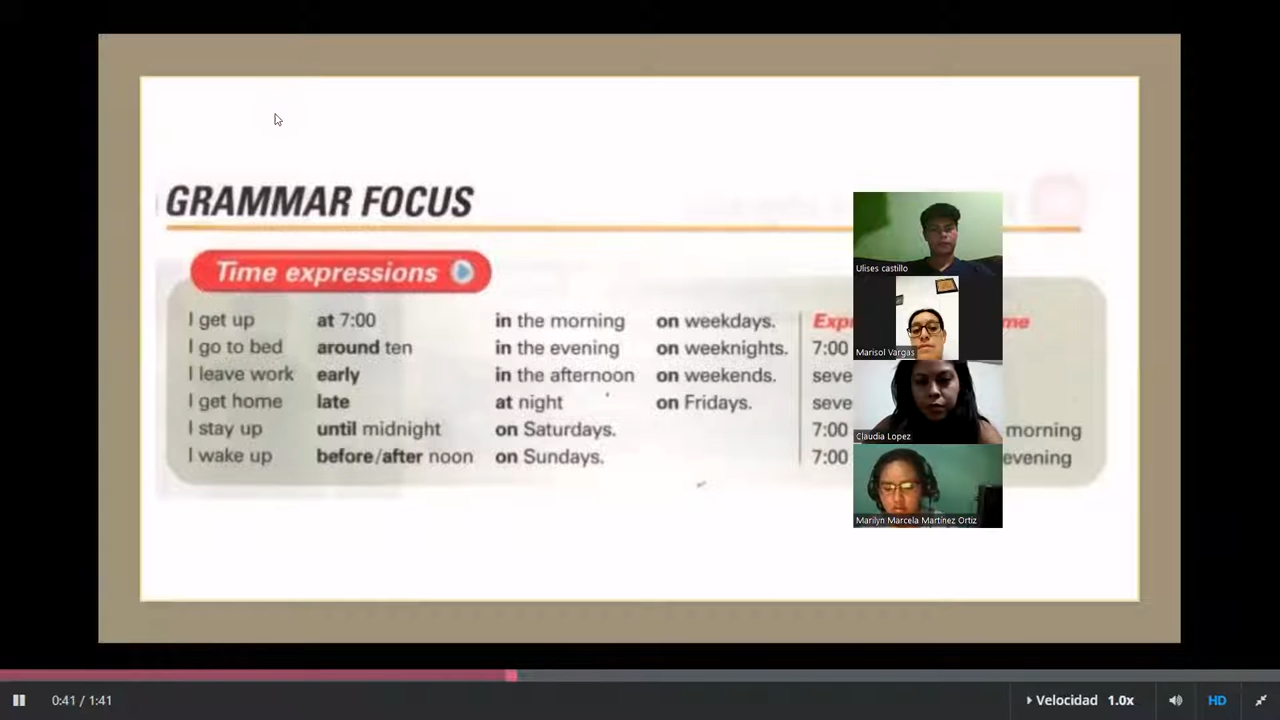 GRAMMAR FOCUS
Time expressions
I get up at 7:00 in the morning on weekdays.
I go to bed around ten in the evening on weeknights. 7:00
I leave work early in the afternoon on weekends.
I get home late at night on Fridays.
I stay up until midnight on Saturdays. 7:00 morning
I wake up before/after noon on Sundays. 7:00 evening
Ulises castillo
Marisol Vargas
Claudia Lopez
Marilyn Marcela Martínez Ortiz
0:41 / 1:41
Velocidad 1.0x
HD